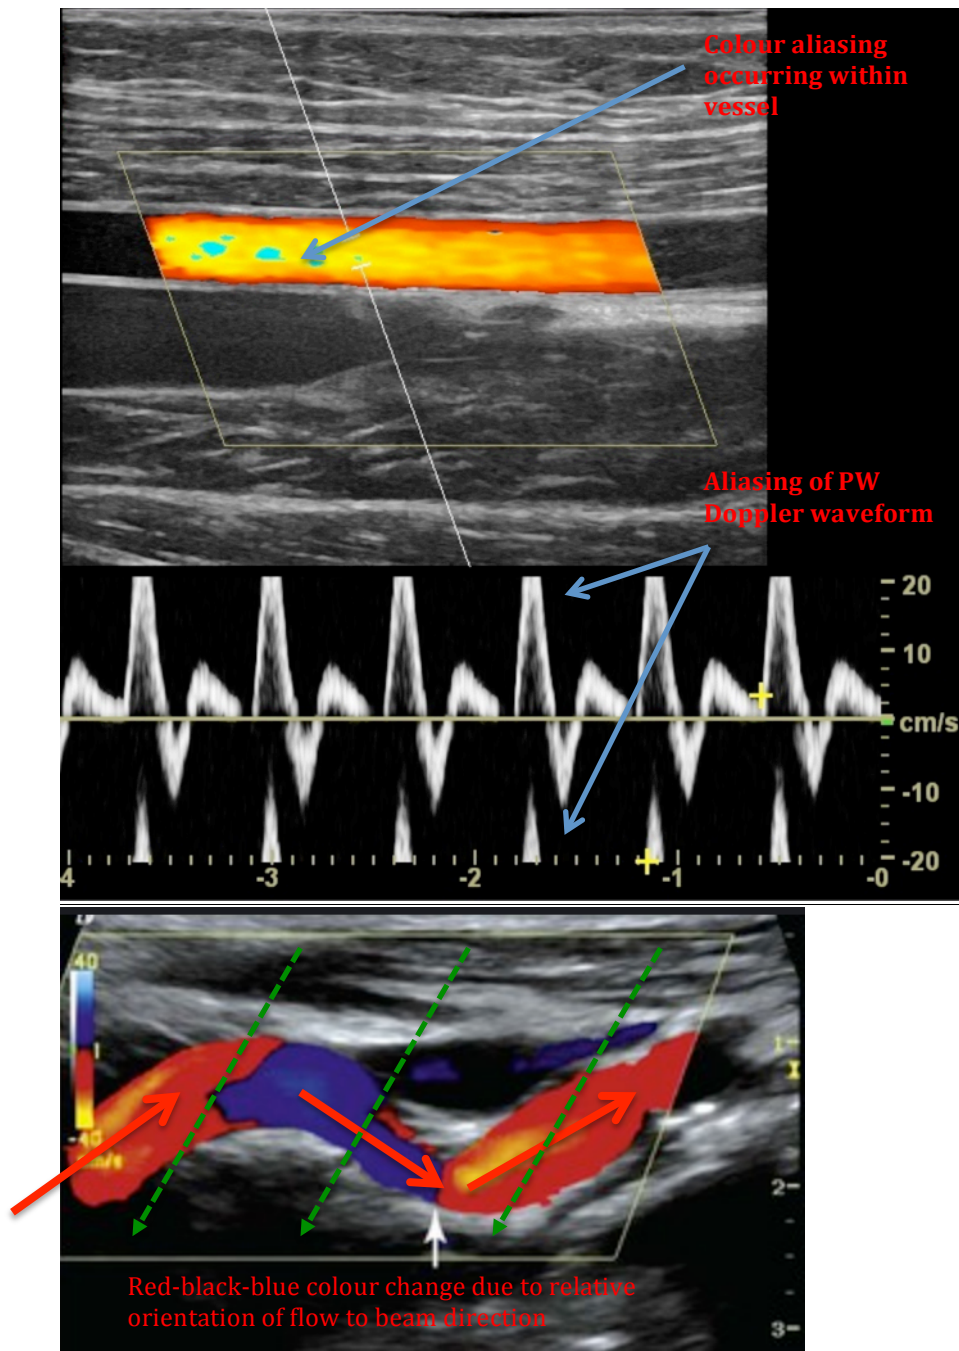 Colour aliasing
occurring within
vessel
Aliasing of PW
Doppler waveform
20
10
cm/s
-10
-20
4
-3
-2
-1
-0
40
-40
cm/s
1-
2-
3-
Red-black-blue colour change due to relative
orientation of flow to beam direction